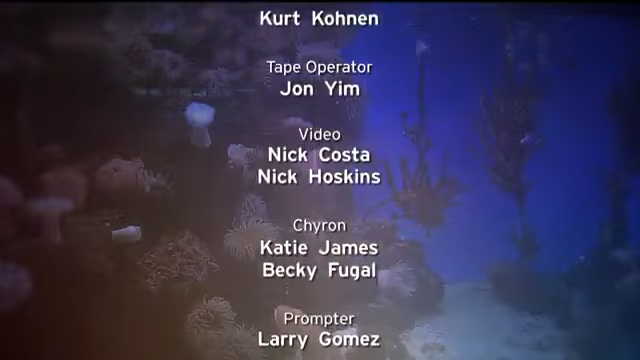 Kurt Kohnen
Tape Operator
Jon Yim
Video
Nick Costa
Nick Hoskins
Chyron
Katie James
Becky Fugal
Prompter
Larry Gomez